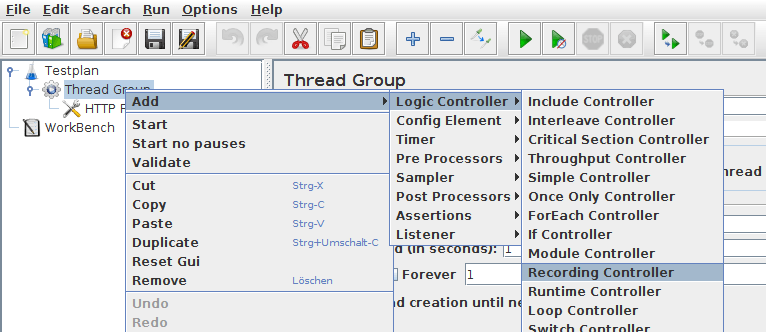 File Edit Search Run Options Help
Testplan
Thread Group
HTTP
WorkBench
Thread Group
Add
Start
Start no pauses
Validate
Cut Strg-X
Copy Strg-C
Paste Strg-V
Duplicate Strg+Umschalt-C
Reset Gui
Remove Löschen
Undo
Redo
Logic Controller
Config Element
Timer
Pre Processors
Sampler
Post Processors
Assertions
Listener
Include Controller
Interleave Controller
Critical Section Controller
Throughput Controller
Simple Controller
Once Only Controller
ForEach Controller
If Controller
Module Controller
Recording Controller
Runtime Controller
Loop Controller
Switch Controller
Thread
(in seconds): 1
Forever 1
creation until